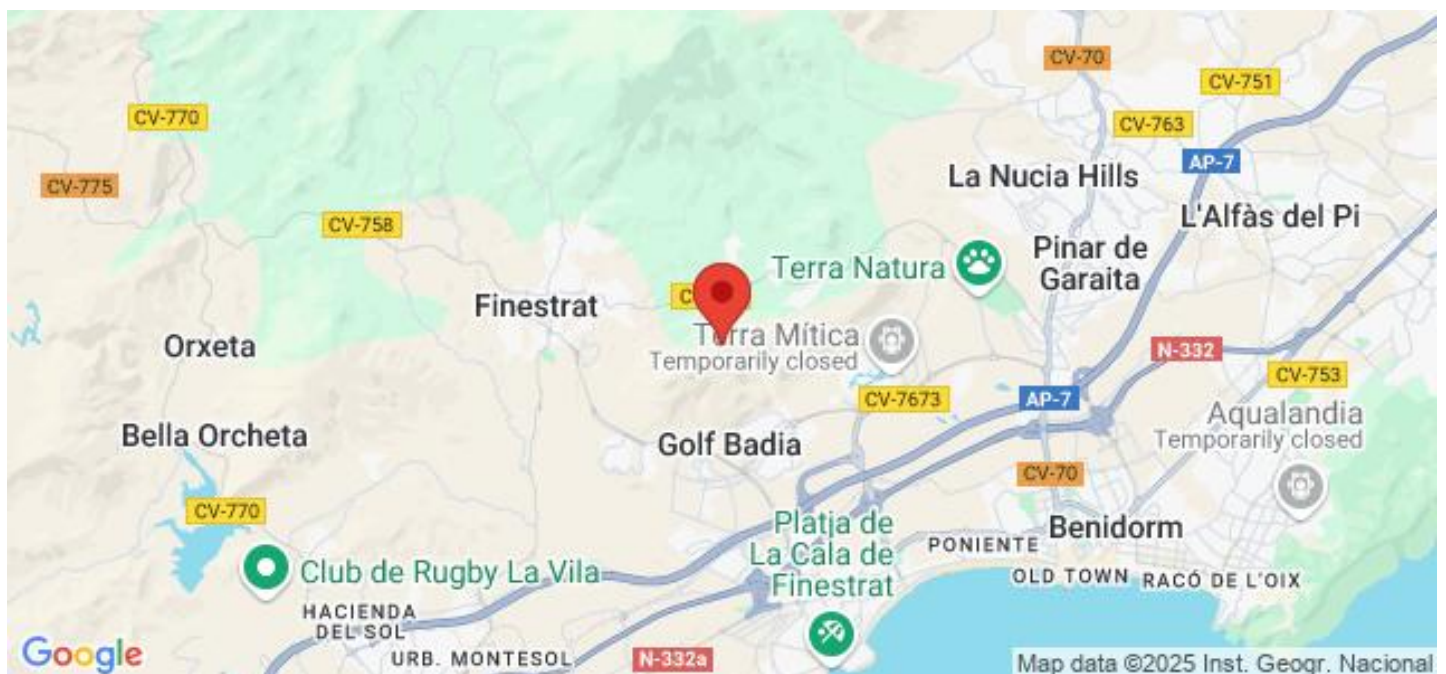 CV-70
CV-751
CV-770
CV-763
AP-7
La Nucia Hills
CV-775
L'Alfàs del Pi
CV-758
Pinar de
Garaita
Terra Natura
Finestrat
Terra Mítica
Temporarily closed
Orxeta
N-332
CV-753
CV-7673
AP-7
Aqualandia
Temporarily closed
Bella Orcheta
Golf Badia
CV-70
CV-770
Platja de
La Cala de
Finestrat
Benidorm
PONIENTE
Club de Rugby La Vila
OLD TOWN
RACÓ DE L'OIX
HACIENDA
DEL SOL
Google
URB. MONTESOL
N-332a
Map data ©2025 Inst. Geogr. Nacional